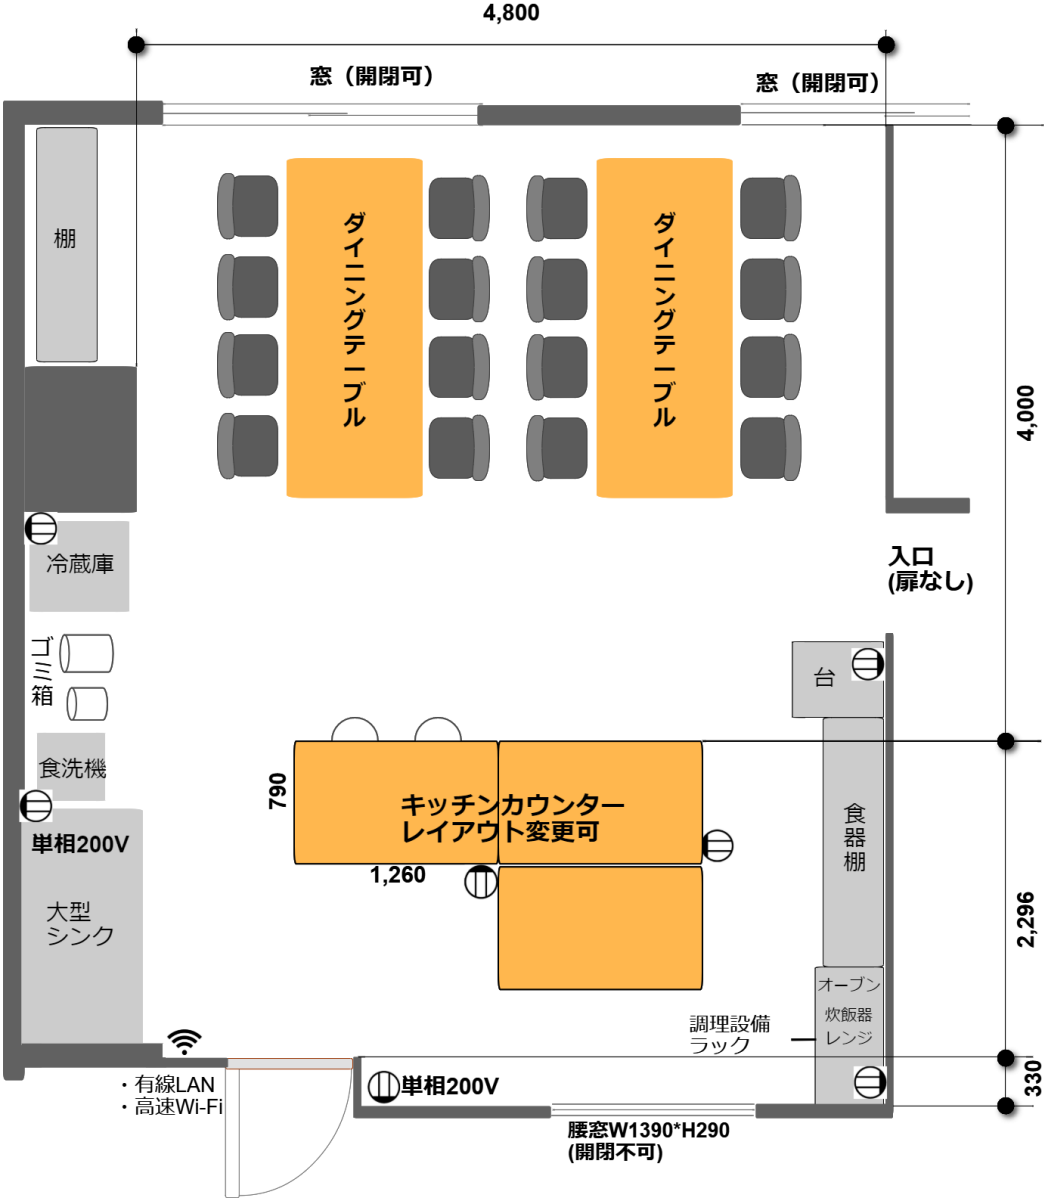 4,800
窓（開閉可）
窓（開閉可）
棚
ダイニングテーブル
ダイニングテーブル
4,000
冷蔵庫
入口
(扉なし)
ゴミ箱
台
食洗機
790
キッチンカウンター
レイアウト変更可
食器棚
単相200V
1,260
大型
シンク
2,296
オーブン
炊飯器
レンジ
調理設備
ラック
・有線LAN
・高速Wi-Fi
単相200V
330
腰窓W1390*H290
(開閉不可)